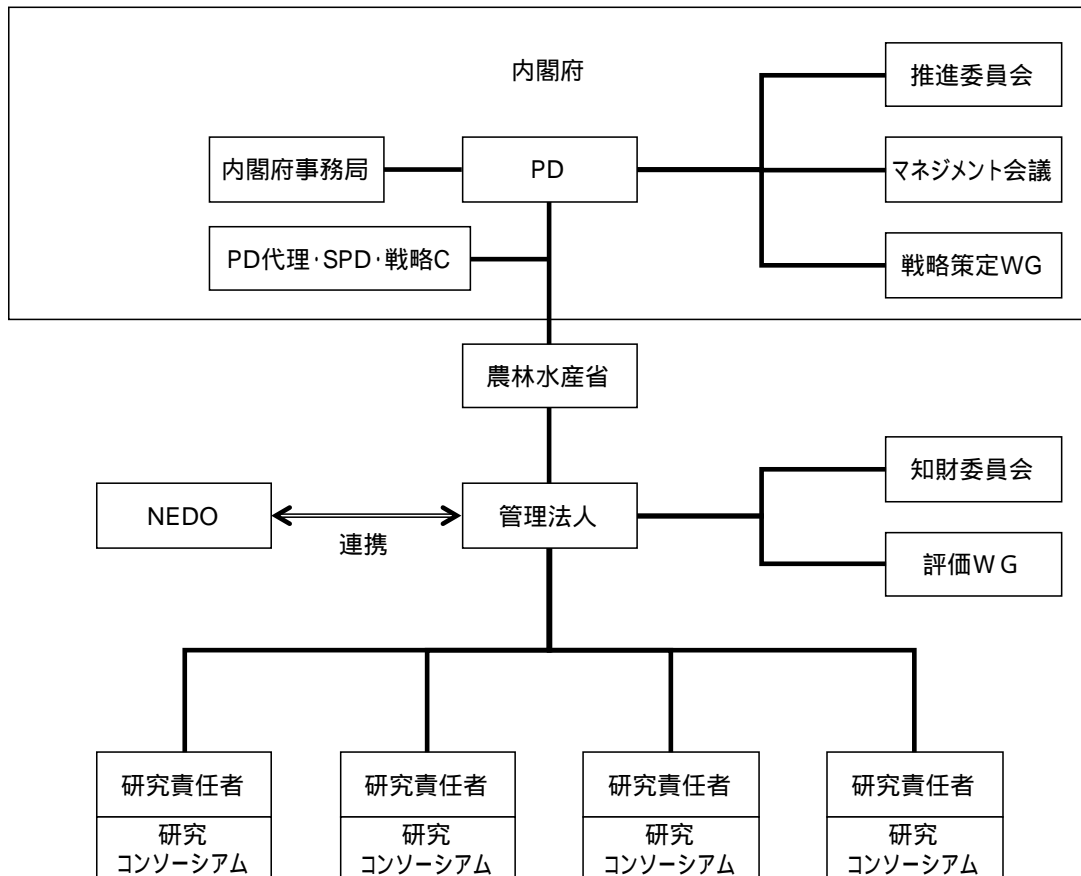 内閣府
推進委員会
内閣府事務局
PD
マネジメント会議
PD代理・SPD・戦略C
戦略策定WG
農林水産省
知財委員会
NEDO
連携
管理法人
評価WG
研究責任者
研究責任者
研究責任者
研究責任者
研究
コンソーシアム
研究
コンソーシアム
研究
コンソーシアム
研究
コンソーシアム